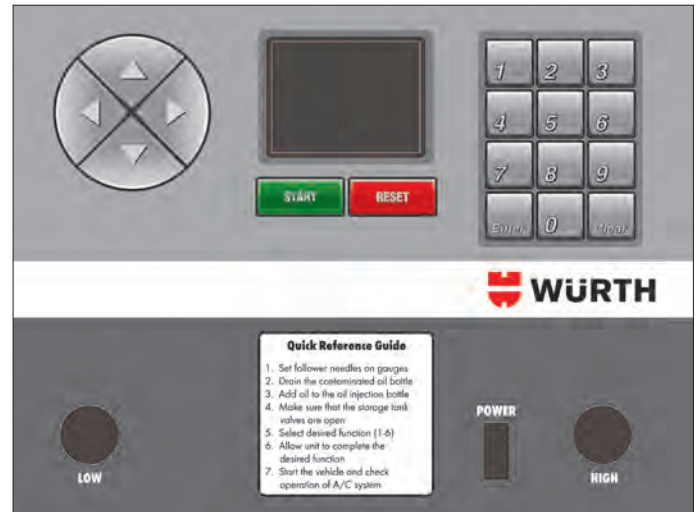 1 2 3
4 5 6
7 8 9
Enter 0 Clear
START RESET
WÜRTH
Quick Reference Guide
1. Set follower needles on gauges
2. Drain the contaminated oil bottle
3. Add oil to the oil injection bottle
4. Make sure that the storage tank
valves are open
5. Select desired function (1-6)
6. Allow unit to complete the
desired function
7. Start the vehicle and check
operation of A/C system
LOW
POWER
HIGH